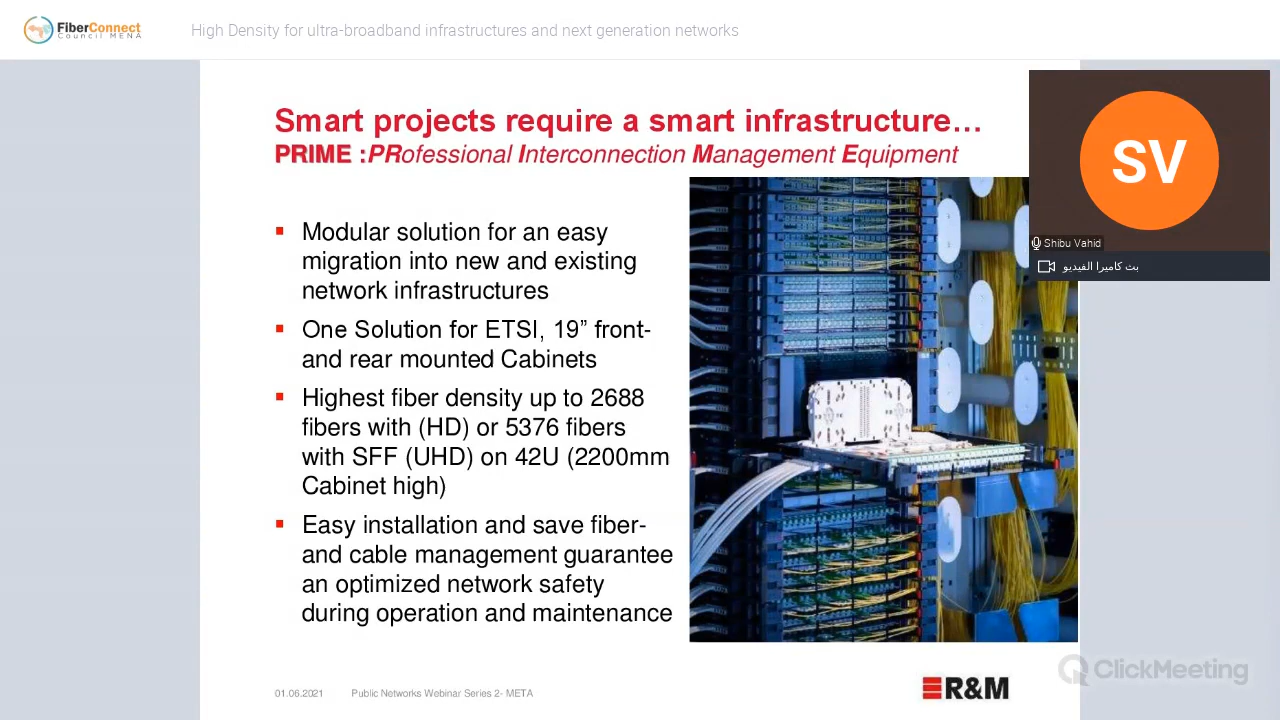 FiberConnect
Council MENA
High Density for ultra-broadband infrastructures and next generation networks
Smart projects require a smart infrastructure…
PRIME :PRofessional Interconnection Management Equipment
Modular solution for an easy
migration into new and existing
network infrastructures
One Solution for ETSI, 19” front-
and rear mounted Cabinets
Highest fiber density up to 2688
fibers with (HD) or 5376 fibers
with SFF (UHD) on 42U (2200mm
Cabinet high)
Easy installation and save fiber-
and cable management guarantee
an optimized network safety
during operation and maintenance
SV
Shibu Vahid
بث كاميرا الفيديو
01.06.2021 Public Networks Webinar Series 2- META
R&M
ClickMeeting